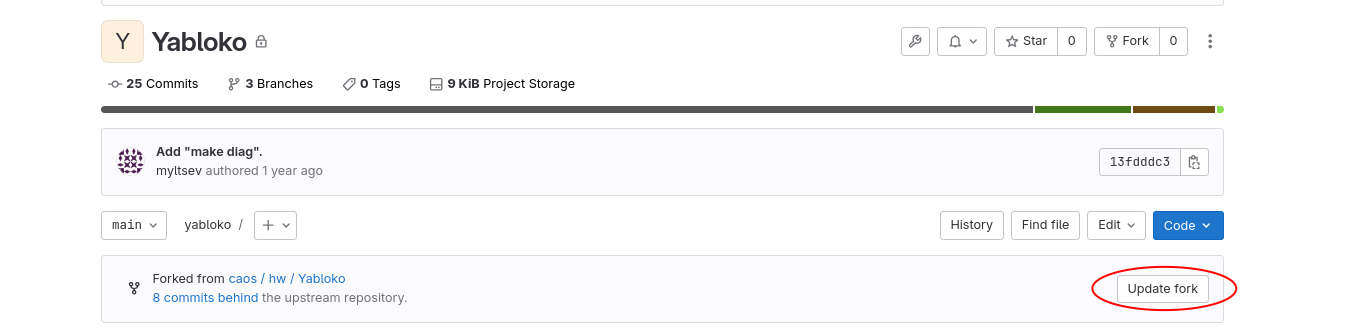 Y Yabloko Star 0 Fork 0
25 Commits 3 Branches 0 Tags 9 KiB Project Storage
Add "make diag".
myltsev authored 1 year ago 13fdddc3
main yabloko / + History Find file Edit Code
Forked from caos / hw / Yabloko
8 commits behind the upstream repository. Update fork